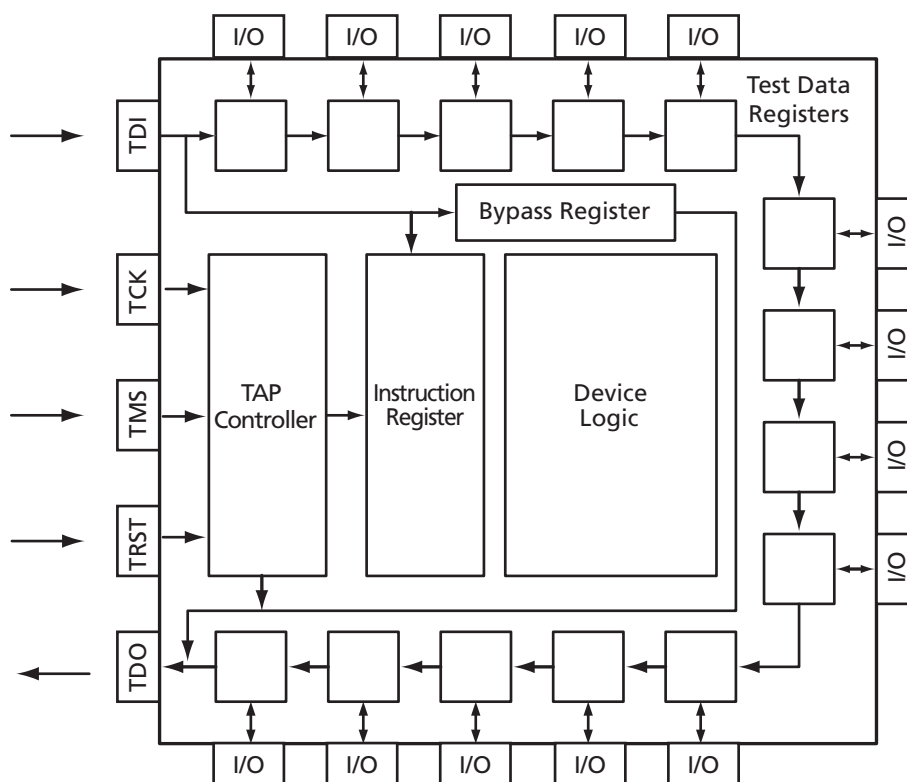 I/O
I/O
I/O
I/O
I/O
Test Data
Registers
TDI
Bypass Register
I/O
TCK
TAP
Controller
Instruction
Register
Device
Logic
I/O
TMS
I/O
TRST
I/O
TDO
I/O
I/O
I/O
I/O
I/O